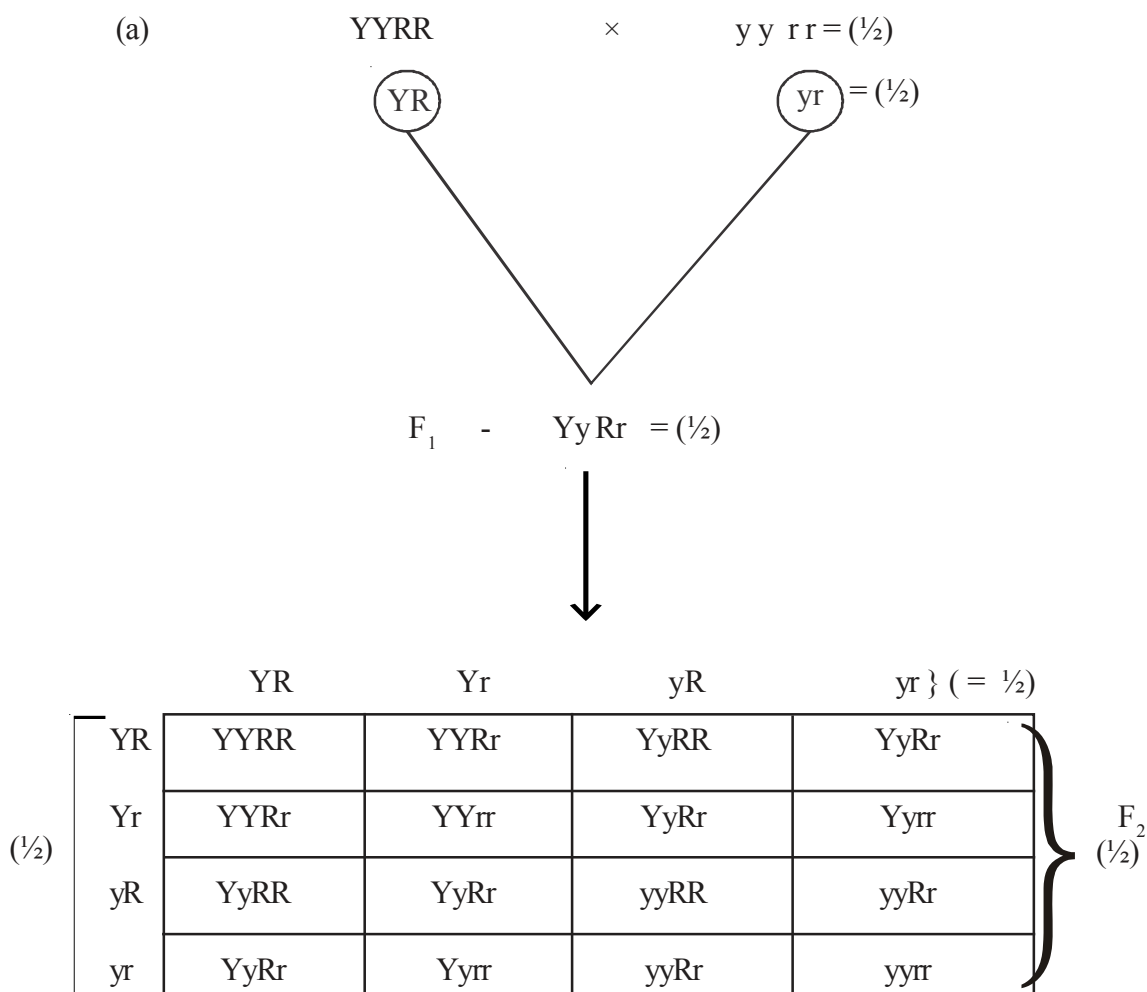 (a) YYRR × y y r r = (½)
YR yr = (½)
F₁ - Yy Rr = (½)
YR Yr yR yr } ( = ½)
YR YYRR YYRr YyRR YyRr
Yr YYRr YYrr YyRr Yyrr F₂
(½) (½)
yR YyRR YyRr yyRR yyRr
yr YyRr Yyrr yyRr yyrr